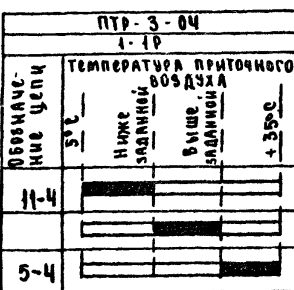 ПТР-3-04
1-1Р
Обозначе-
ние цепи
Температура приточного
воздуха
5°С
Ниже
заданной
Выше
заданной
+35°С
11-4
5-4